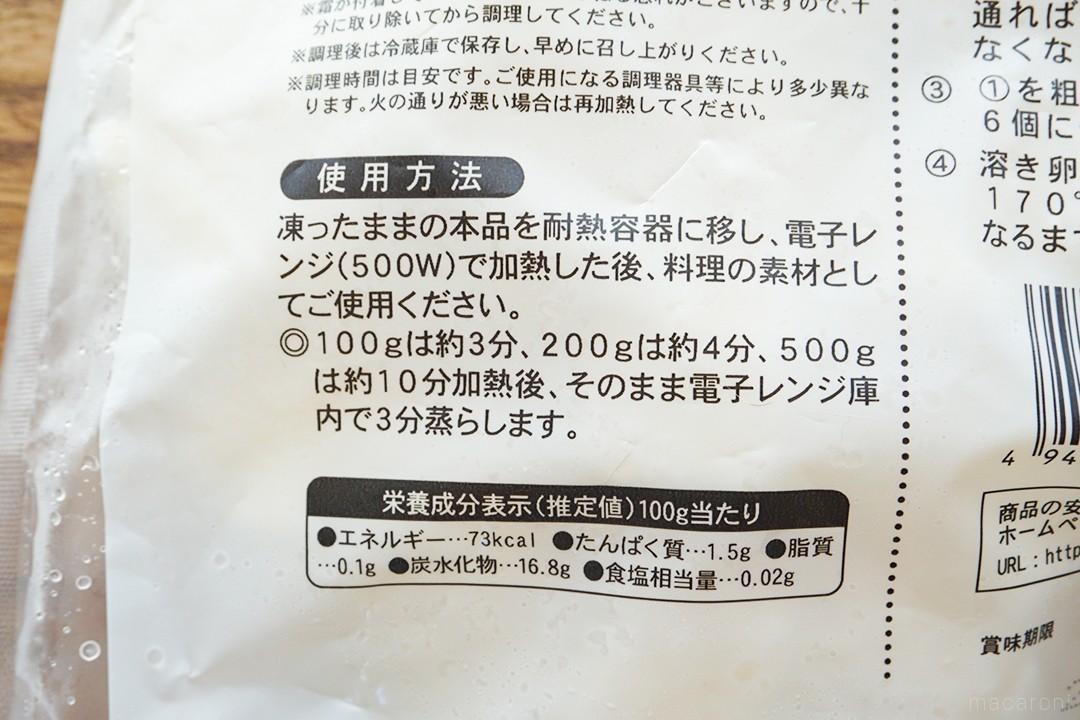 ※霜が付着し
分に取り除いてから調理してください。
※調理後は冷蔵庫で保存し、早めに召し上がりください。
※調理時間は目安です。ご使用になる調理器具等により多少異な
ります。火の通りが悪い場合は再加熱してください。
使用方法
凍ったままの本品を耐熱容器に移し、電子レ
ンジ(500W)で加熱した後、料理の素材とし
てご使用ください。
◎100gは約3分、200gは約4分、500g
は約10分加熱後、そのまま電子レンジ庫
内で3分蒸らします。
栄養成分表示(推定値)100g当たり
●エネルギー…73kcal ●たんぱく質…1.5g ●脂質
…0.1g ●炭水化物…16.8g ●食塩相当量…0.02g
通れば
なくな
③ ①を粗
6個に
④ 溶き卵
170°
なるま
4 94
商品の安
ホームペ
URL:http
賞味期限
macaroni